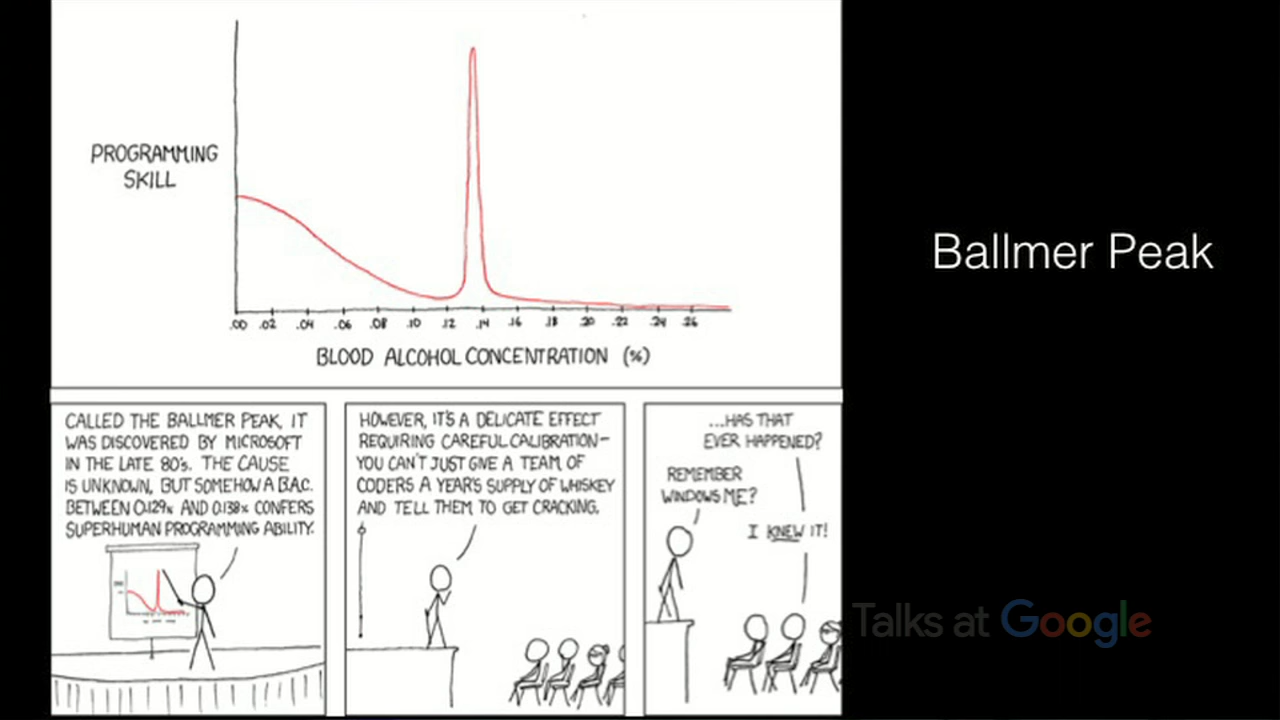 PROGRAMMING
SKILL
.00 .02 .04 .06 .08 .10 .12 .14 .16 .18 .20 .22 .24 .26
BLOOD ALCOHOL CONCENTRATION (%)
Ballmer Peak
CALLED THE BALLMER PEAK, IT
WAS DISCOVERED BY MICROSOFT
IN THE LATE 80's. THE CAUSE
IS UNKNOWN, BUT SOMEHOW A B.A.C.
BETWEEN 0.129% AND 0.138% CONFERS
SUPERHUMAN PROGRAMMING ABILITY.
HOWEVER, IT'S A DELICATE EFFECT
REQUIRING CAREFUL CALIBRATION–
YOU CAN'T JUST GIVE A TEAM OF
CODERS A YEAR'S SUPPLY OF WHISKEY
AND TELL THEM TO GET CRACKING.
...HAS THAT
EVER HAPPENED?
REMEMBER
WINDOWS ME?
I KNEW IT!
Talks at Google